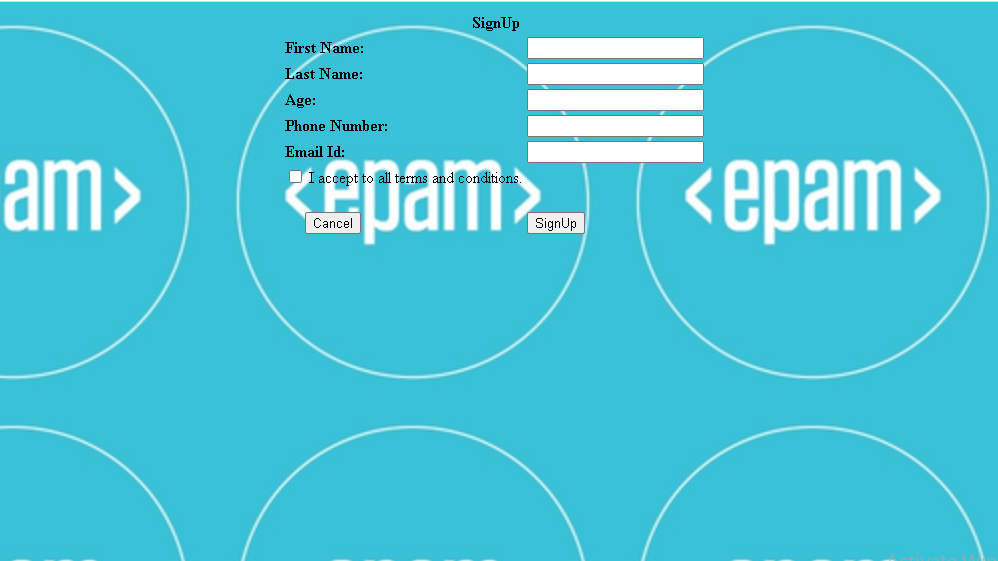 SignUp
First Name:
Last Name:
Age:
Phone Number:
Email Id:
I accept to all terms and conditions.
am> <epam> <epam>
Cancel SignUp